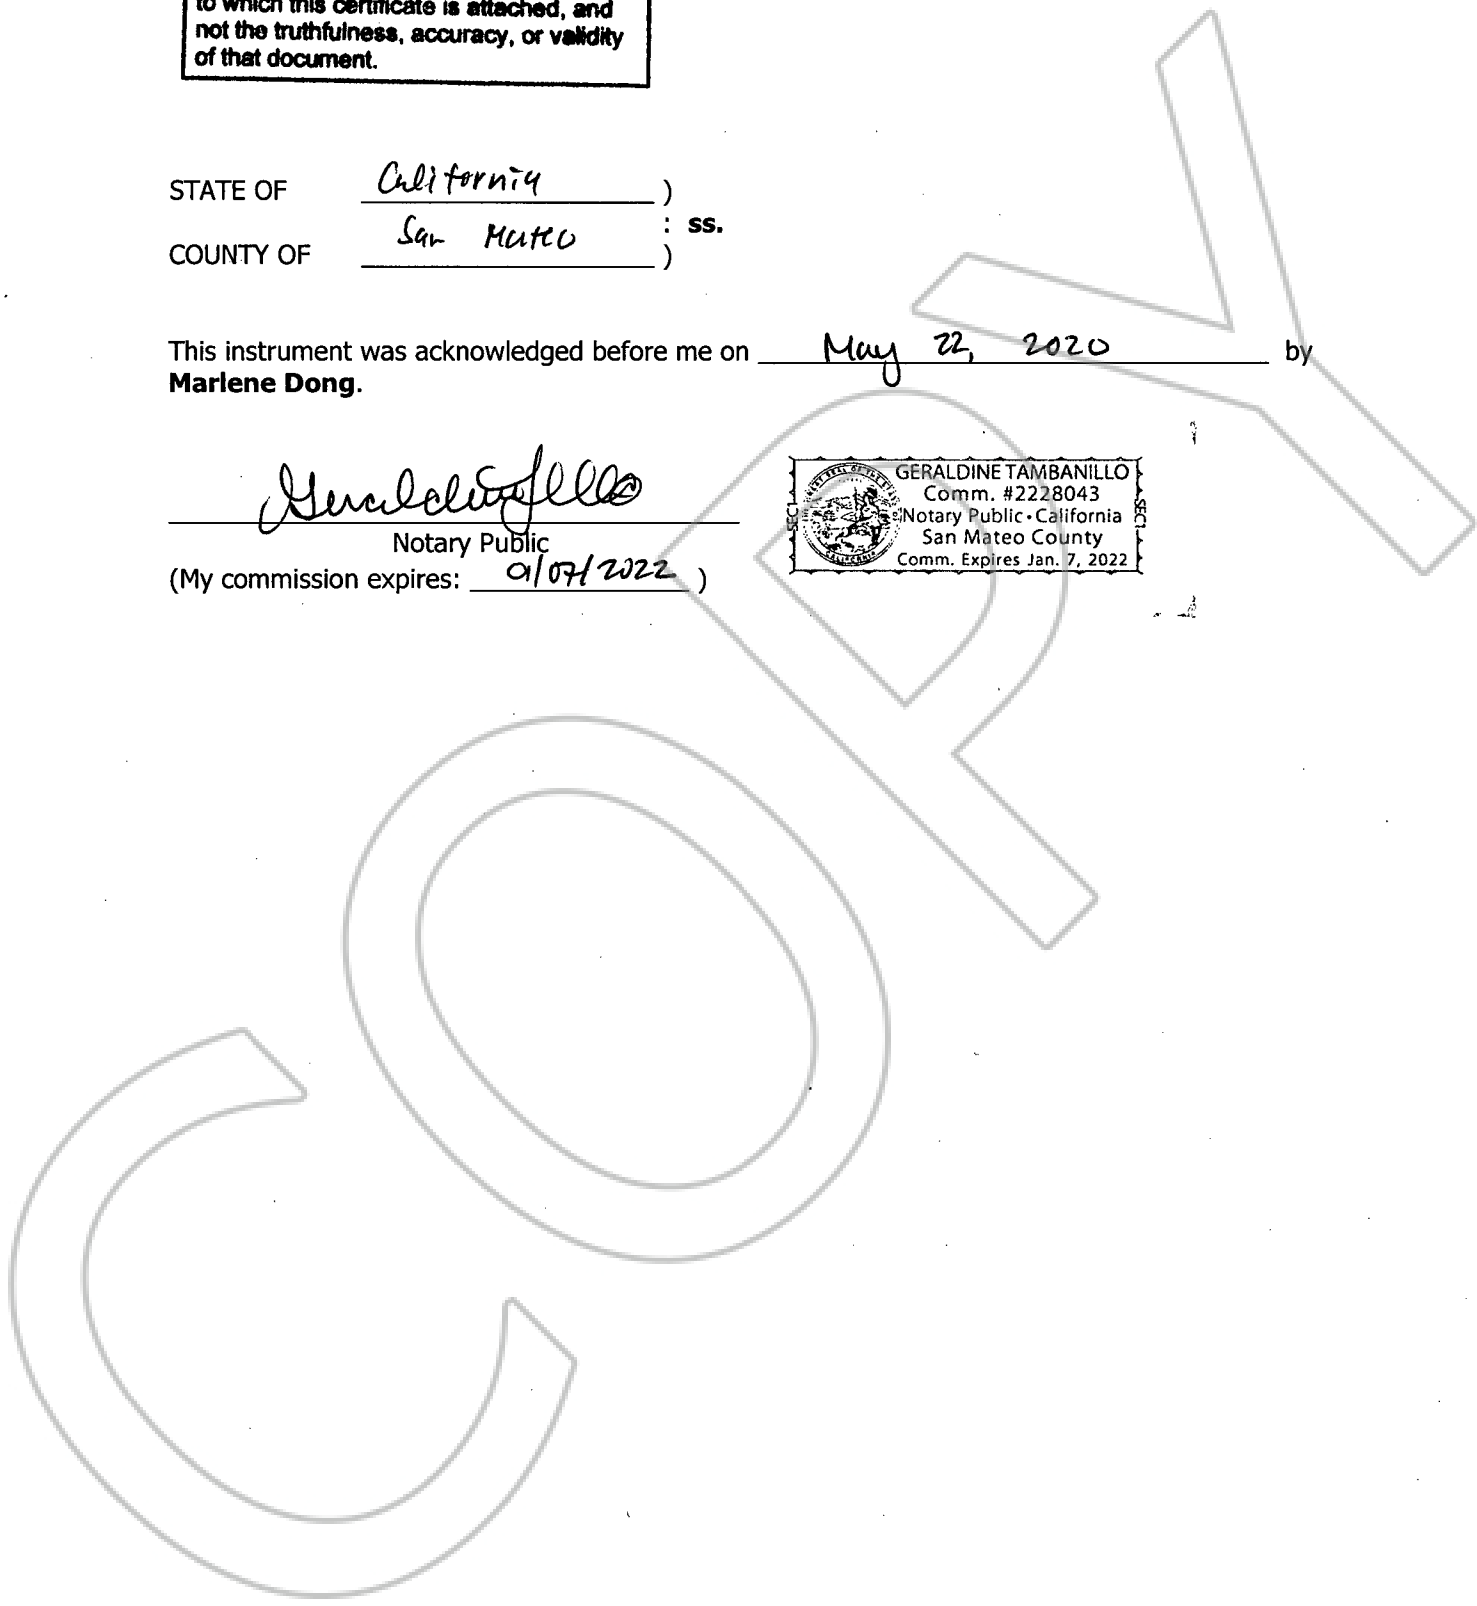 to which this certificate is attached, and
not the truthfulness, accuracy, or validity
of that document.
STATE OF California )
: ss.
COUNTY OF San Mateo )
This instrument was acknowledged before me on May 22, 2020 by
Marlene Dong.
Notary Public
(My commission expires: 01/07/2022 )
GERALDINE TAMBANILLO
Comm. #2228043
Notary Public • California
San Mateo County
Comm. Expires Jan. 7, 2022
SEC1
SEC1
CALIFORNIA
COPY